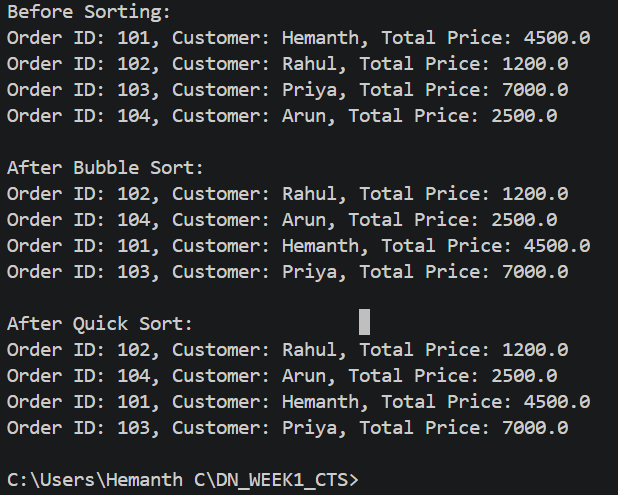 Before Sorting:
Order ID: 101, Customer: Hemanth, Total Price: 4500.0
Order ID: 102, Customer: Rahul, Total Price: 1200.0
Order ID: 103, Customer: Priya, Total Price: 7000.0
Order ID: 104, Customer: Arun, Total Price: 2500.0

After Bubble Sort:
Order ID: 102, Customer: Rahul, Total Price: 1200.0
Order ID: 104, Customer: Arun, Total Price: 2500.0
Order ID: 101, Customer: Hemanth, Total Price: 4500.0
Order ID: 103, Customer: Priya, Total Price: 7000.0

After Quick Sort:
Order ID: 102, Customer: Rahul, Total Price: 1200.0
Order ID: 104, Customer: Arun, Total Price: 2500.0
Order ID: 101, Customer: Hemanth, Total Price: 4500.0
Order ID: 103, Customer: Priya, Total Price: 7000.0

C:\Users\Hemanth C\DN_WEEK1_CTS>